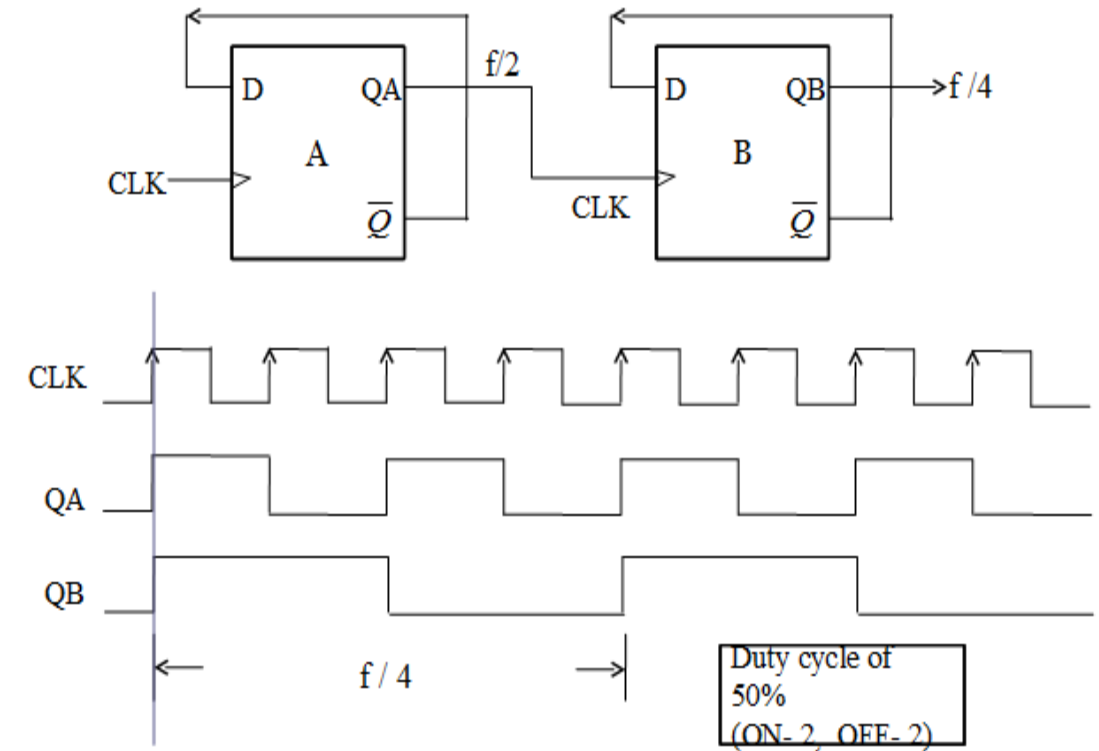 f/2
D QA
D QB
f /4
A
B
CLK
CLK
Q̅
Q̅
CLK
QA
QB
f / 4
Duty cycle of
50%
(ON- 2, OFF- 2)